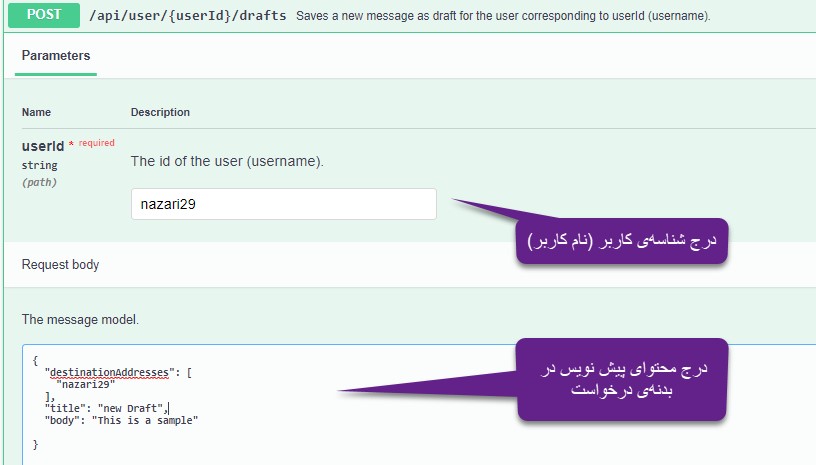 POST /api/user/{userId}/drafts Saves a new message as draft for the user corresponding to userId (username).
Parameters
Name Description
userId * required
string
(path)
The id of the user (username).
nazari29
درج شناسه‌ی کاربر (نام کاربر)
Request body
The message model.
{
"destinationAddresses": [
"nazari29"
],
"title": "new Draft",
"body": "This is a sample"
}
درج محتوای پیش نویس در
بدنه‌ی درخواست